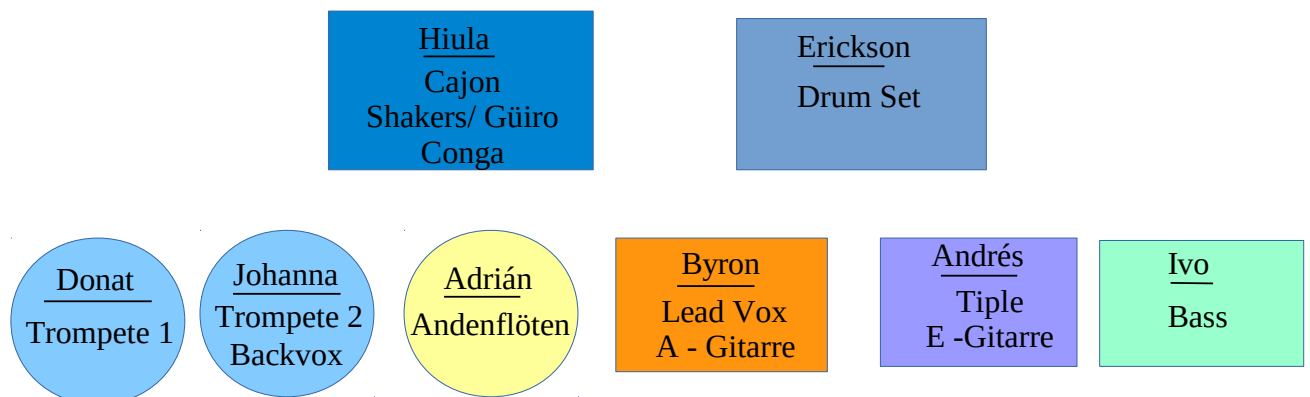 Hiula
Cajon
Shakers/ Güiro
Conga
Erickson
Drum Set
Donat
Trompete 1
Johanna
Trompete 2
Backvox
Adrián
Andenflöten
Byron
Lead Vox
A - Gitarre
Andrés
Tiple
E -Gitarre
Ivo
Bass